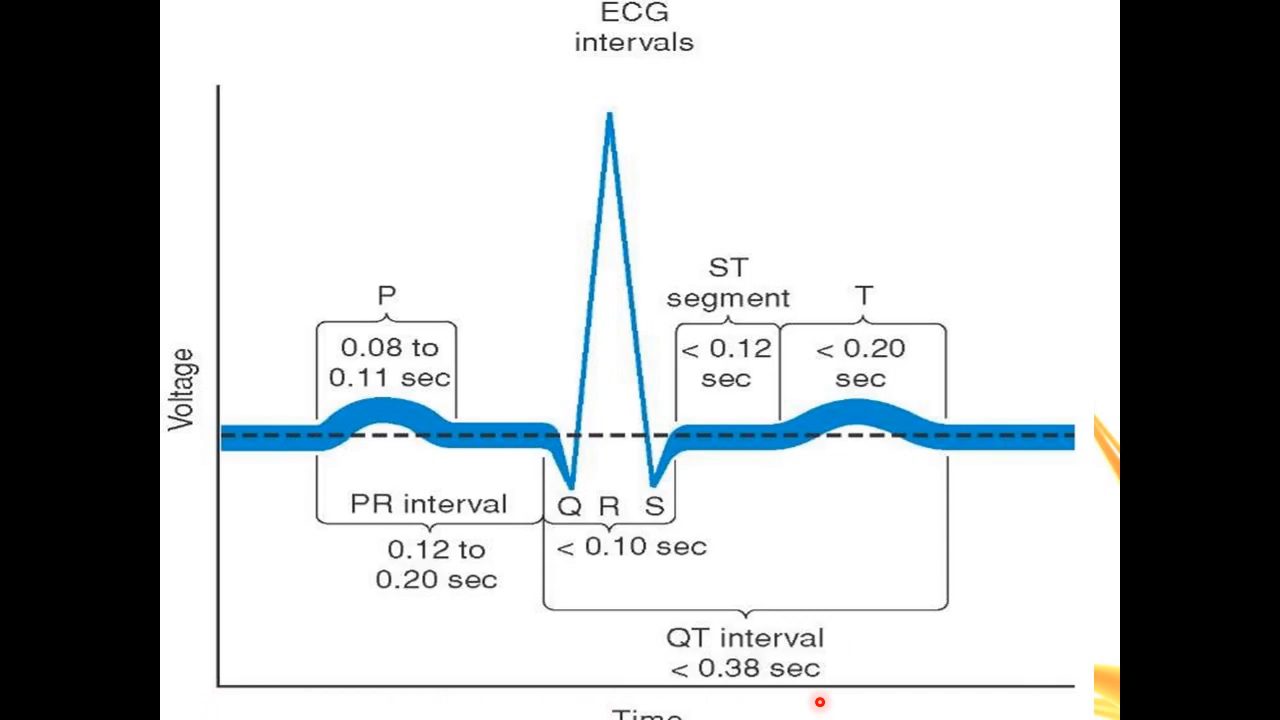 ECG
intervals
P
0.08 to
0.11 sec
ST
segment
< 0.12
sec
T
< 0.20
sec
Voltage
PR interval
0.12 to
0.20 sec
Q R S
< 0.10 sec
QT interval
< 0.38 sec
Time